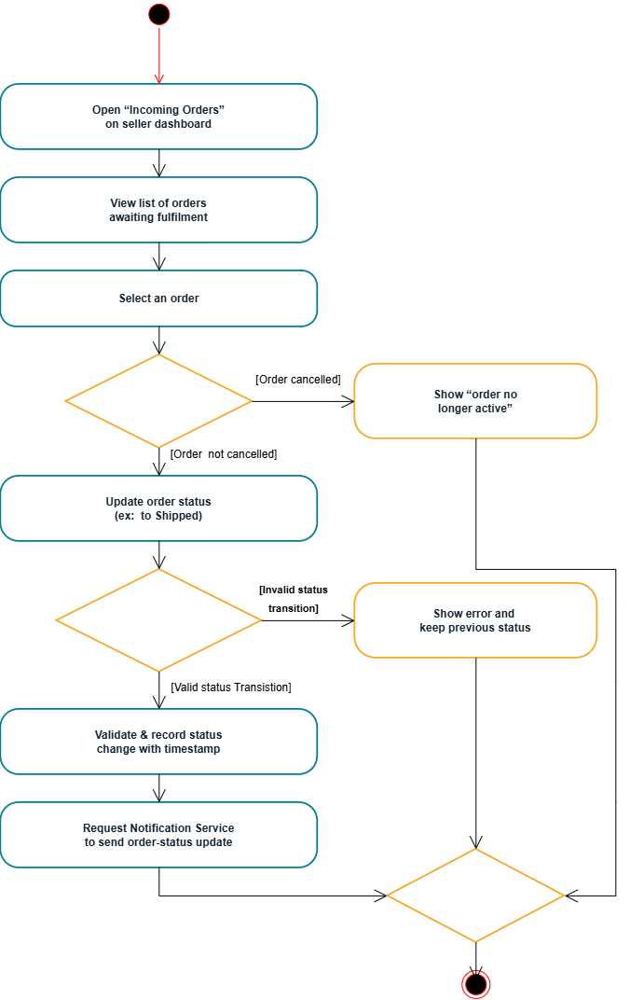 Open “Incoming Orders”
on seller dashboard
View list of orders
awaiting fulfilment
Select an order
[Order cancelled]
Show “order no
longer active”
[Order  not cancelled]
Update order status
(ex:  to Shipped)
[Invalid status
transition]
Show error and
keep previous status
[Valid status Transistion]
Validate & record status
change with timestamp
Request Notification Service
to send order-status update